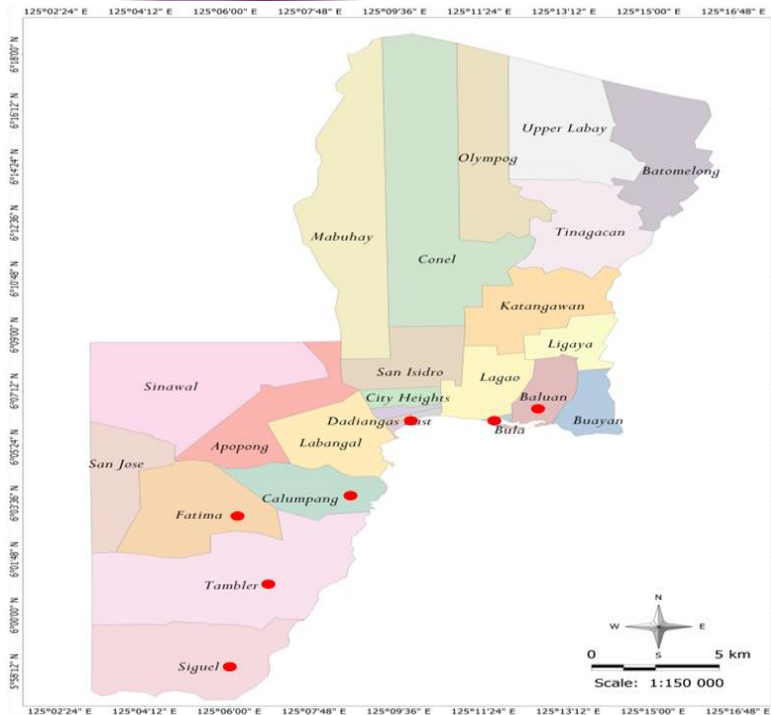 125°02'24" E 125°04'12" E 125°06'00" E 125°07'48" E 125°09'36" E 125°11'24" E 125°13'12" E 125°15'00" E 125°16'48" E
6°18'00" N
6°16'12" N
6°14'24" N
6°12'36" N
6°10'48" N
6°09'00" N
6°07'12" N
6°05'24" N
6°03'36" N
6°01'48" N
6°00'00" N
5°58'12" N
Upper Labay
Olympog
Batomelong
Mabuhay
Tinagacan
Conel
Katangawan
Ligaya
San Isidro
Lagao
Sinawal
City Heights
Baluan
Dadiangas East
Buayan
Bula
Apopong
Labangal
San Jose
Calumpang
Fatima
Tambler
Siguel
N
W E
S
0 5 km
Scale: 1:150 000
125°02'24" E 125°04'12" E 125°06'00" E 125°07'48" E 125°09'36" E 125°11'24" E 125°13'12" E 125°15'00" E 125°16'48" E